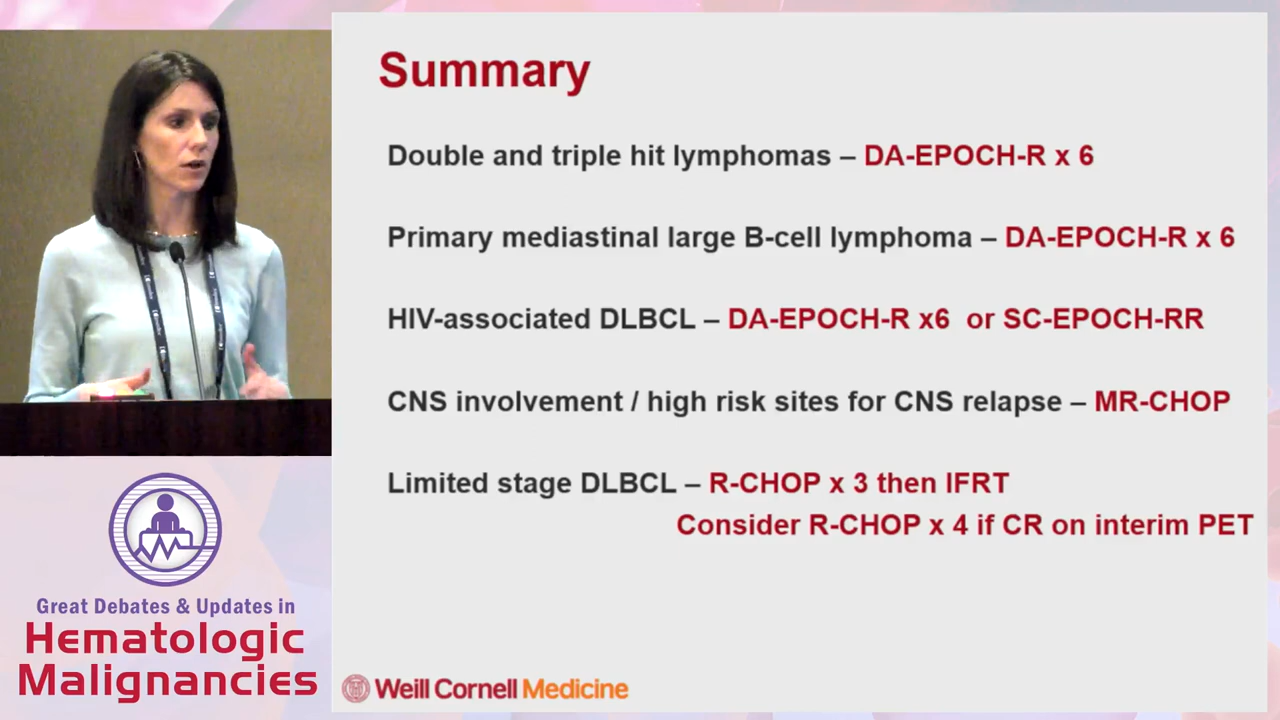 Summary
Double and triple hit lymphomas – DA-EPOCH-R x 6
Primary mediastinal large B-cell lymphoma – DA-EPOCH-R x 6
HIV-associated DLBCL – DA-EPOCH-R x6 or SC-EPOCH-RR
CNS involvement / high risk sites for CNS relapse – MR-CHOP
Limited stage DLBCL – R-CHOP x 3 then IFRT
Consider R-CHOP x 4 if CR on interim PET
Weill Cornell Medicine
Great Debates & Updates in
Hematologic
Malignancies